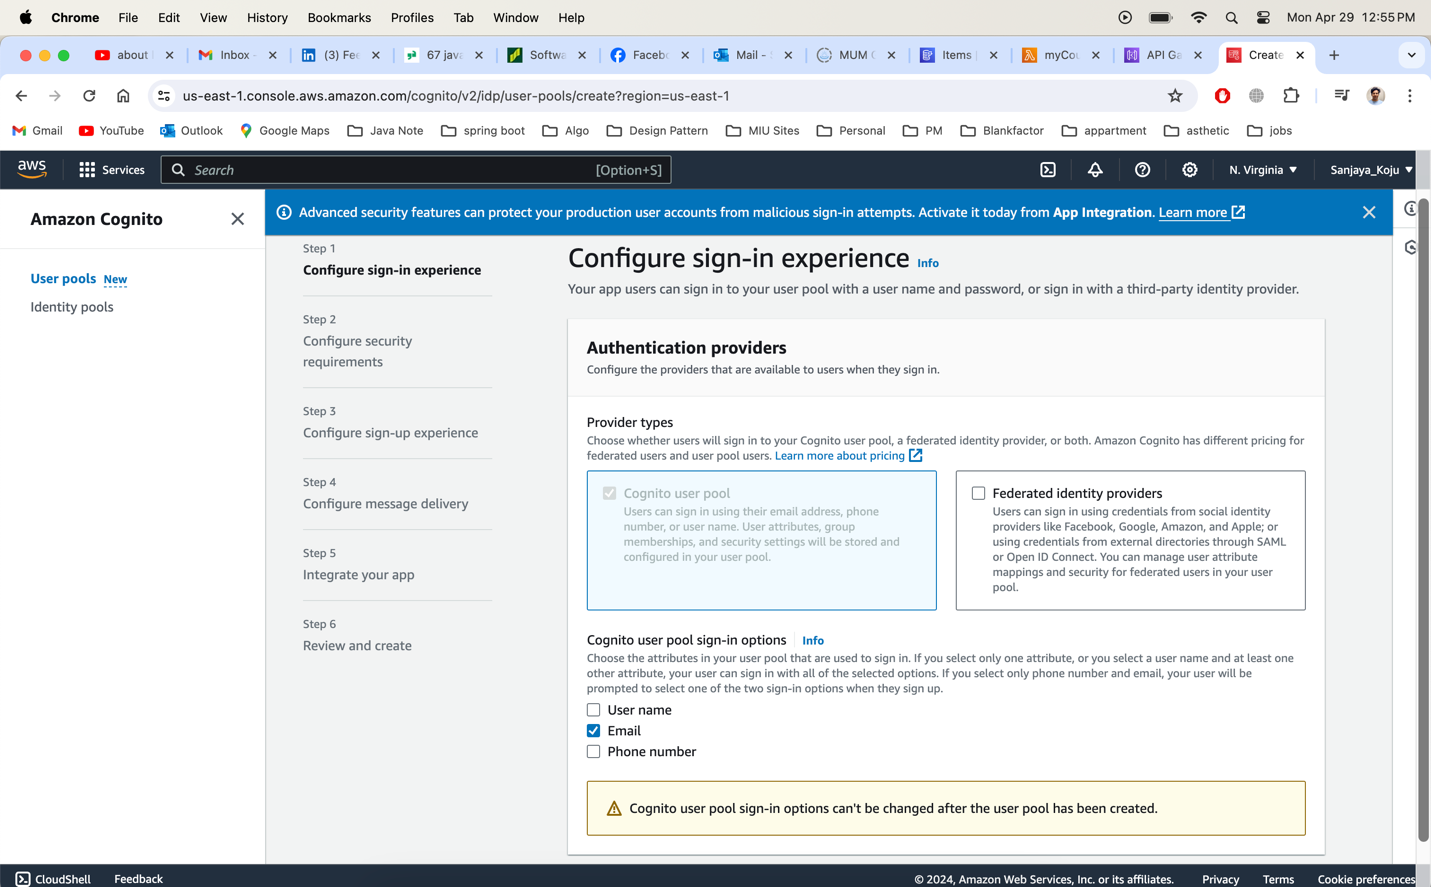 Chrome File Edit View History Bookmarks Profiles Tab Window Help Mon Apr 29 12:55 PM
about Inbox - (3) Fee 67 java Softwa Facebo Mail - MUM Items myCou API Ga Create
us-east-1.console.aws.amazon.com/cognito/v2/idp/user-pools/create?region=us-east-1
Gmail YouTube Outlook Google Maps Java Note spring boot Algo Design Pattern MIU Sites Personal PM Blankfactor appartment asthetic jobs
aws Services Search [Option+S] N. Virginia Sanjaya_Koju
Amazon Cognito
User pools New
Identity pools
Advanced security features can protect your production user accounts from malicious sign-in attempts. Activate it today from App Integration. Learn more
Step 1
Configure sign-in experience
Step 2
Configure security
requirements
Step 3
Configure sign-up experience
Step 4
Configure message delivery
Step 5
Integrate your app
Step 6
Review and create
Configure sign-in experience Info
Your app users can sign in to your user pool with a user name and password, or sign in with a third-party identity provider.
Authentication providers
Configure the providers that are available to users when they sign in.
Provider types
Choose whether users will sign in to your Cognito user pool, a federated identity provider, or both. Amazon Cognito has different pricing for
federated users and user pool users. Learn more about pricing
Cognito user pool
Users can sign in using their email address, phone
number, or user name. User attributes, group
memberships, and security settings will be stored and
configured in your user pool.
Federated identity providers
Users can sign in using credentials from social identity
providers like Facebook, Google, Amazon, and Apple; or
using credentials from external directories through SAML
or Open ID Connect. You can manage user attribute
mappings and security for federated users in your user
pool.
Cognito user pool sign-in options Info
Choose the attributes in your user pool that are used to sign in. If you select only one attribute, or you select a user name and at least one
other attribute, your user can sign in with all of the selected options. If you select only phone number and email, your user will be
prompted to select one of the two sign-in options when they sign up.
User name
Email
Phone number
Cognito user pool sign-in options can't be changed after the user pool has been created.
CloudShell Feedback © 2024, Amazon Web Services, Inc. or its affiliates. Privacy Terms Cookie preferences